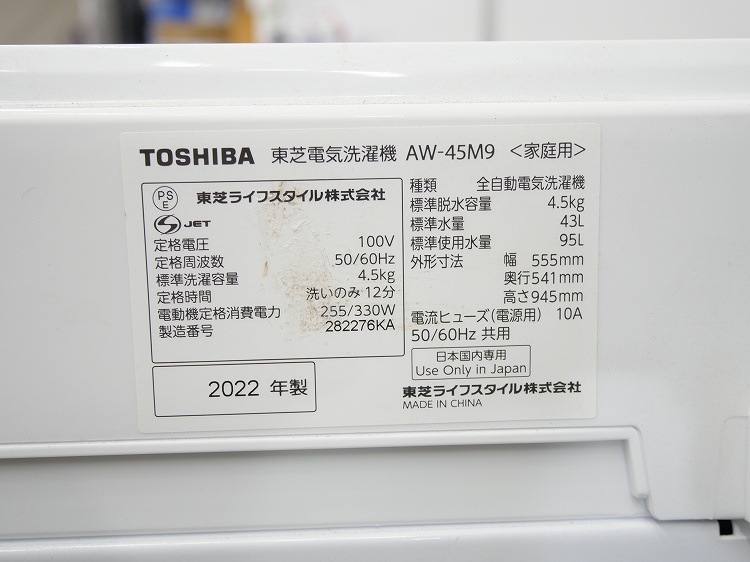 TOSHIBA 東芝電気洗濯機 AW-45M9 <家庭用>
PS
E
東芝ライフスタイル株式会社
S JET
定格電圧 100V
定格周波数 50/60Hz
標準洗濯容量 4.5kg
定格時間 洗いのみ 12分
電動機定格消費電力 255/330W
製造番号 282276KA
2022 年製
種類 全自動電気洗濯機
標準脱水容量 4.5kg
標準水量 43L
標準使用水量 95L
外形寸法 幅 555mm
奥行541mm
高さ945mm
電流ヒューズ(電源用) 10A
50/60Hz 共用
日本国内専用
Use Only in Japan
東芝ライフスタイル株式会社
MADE IN CHINA